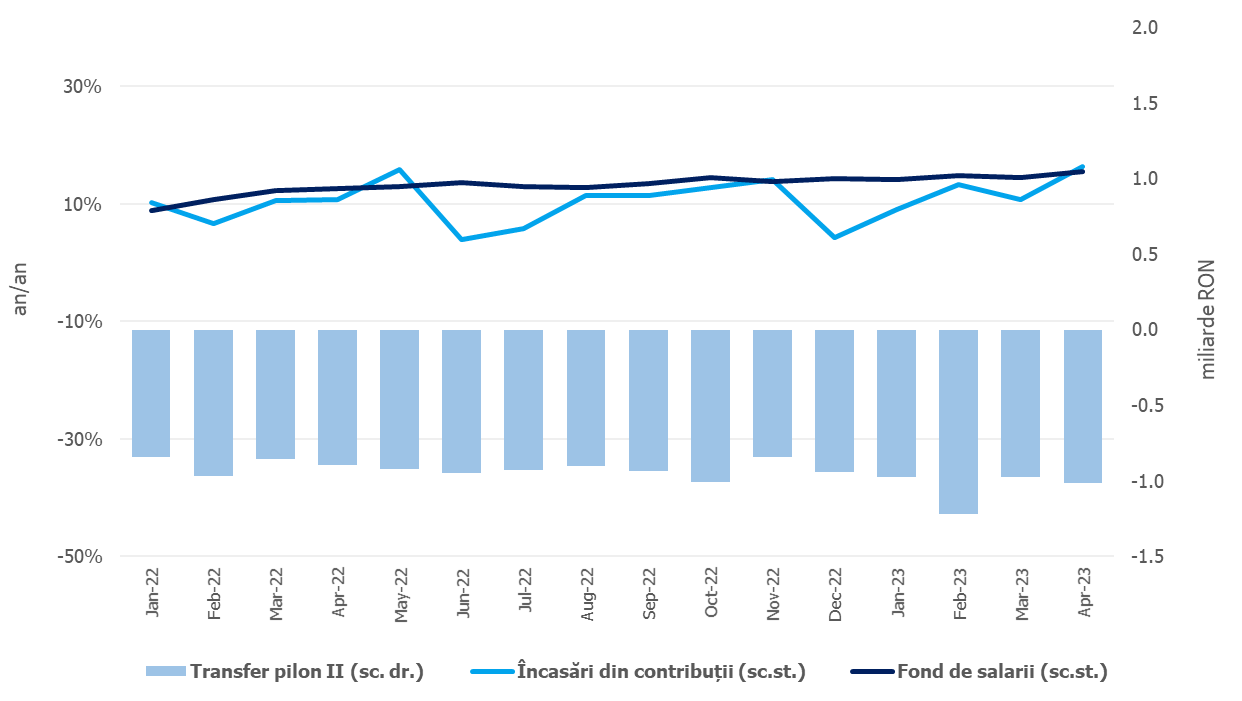 2.0
30%
1.5
1.0
10%
0.5
an/an
-10%
0.0
miliarde RON
-0.5
-30%
-1.0
-50%
-1.5
Jan-22
Feb-22
Mar-22
Apr-22
May-22
Jun-22
Jul-22
Aug-22
Sep-22
Oct-22
Nov-22
Dec-22
Jan-23
Feb-23
Mar-23
Apr-23
Transfer pilon II (sc. dr.)
Încasări din contribuții (sc.st.)
Fond de salarii (sc.st.)